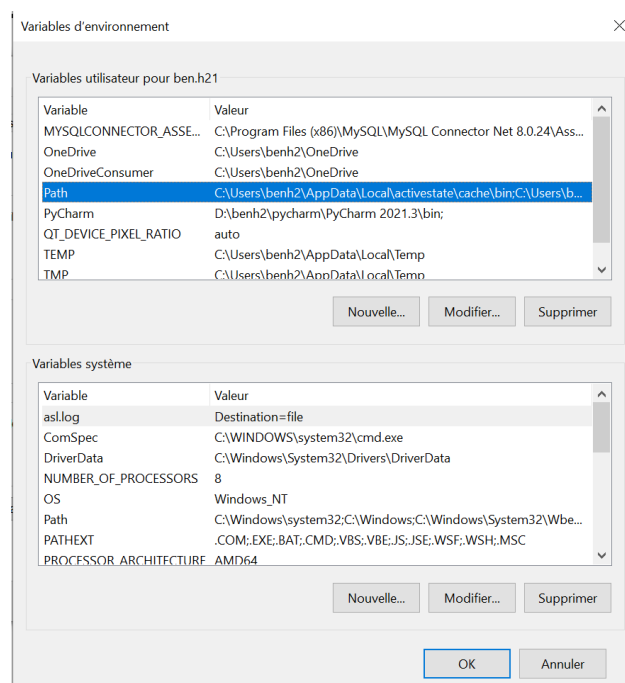 Variables d'environnement
Variables utilisateur pour ben.h21
Variable Valeur
MYSQLCONNECTOR_ASSE... C:\Program Files (x86)\MySQL\MySQL Connector Net 8.0.24\Ass...
OneDrive C:\Users\benh2\OneDrive
OneDriveConsumer C:\Users\benh2\OneDrive
Path C:\Users\benh2\AppData\Local\activestate\cache\bin;C:\Users\b...
PyCharm D:\benh2\pycharm\PyCharm 2021.3\bin;
QT_DEVICE_PIXEL_RATIO auto
TEMP C:\Users\benh2\AppData\Local\Temp
TMP C:\Users\benh2\AppData\Local\Temp
Nouvelle... Modifier... Supprimer
Variables système
Variable Valeur
asl.log Destination=file
ComSpec C:\WINDOWS\system32\cmd.exe
DriverData C:\Windows\System32\Drivers\DriverData
NUMBER_OF_PROCESSORS 8
OS Windows_NT
Path C:\Windows\system32;C:\Windows;C:\Windows\System32\Wbe...
PATHEXT .COM;.EXE;.BAT;.CMD;.VBS;.VBE;.JS;.JSE;.WSF;.WSH;.MSC
PROCESSOR_ARCHITECTURE AMD64
Nouvelle... Modifier... Supprimer
OK Annuler